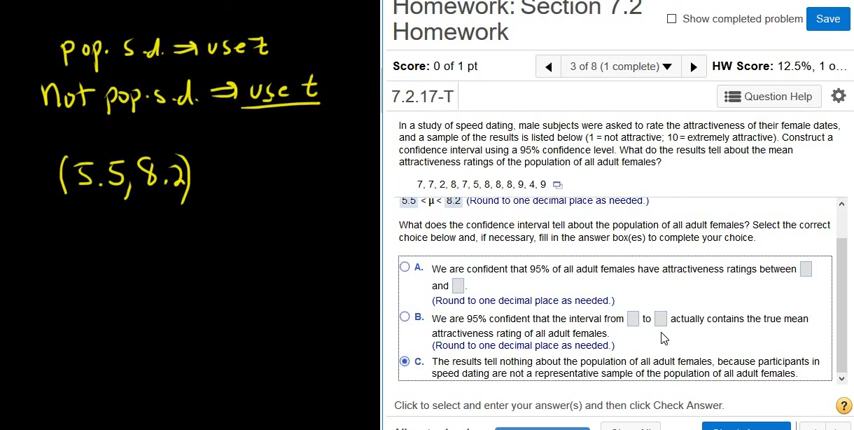 pop. s.d. ⇒ use z
Not pop. s.d. ⇒ use t
(5.5, 8.2)
Homework: Section 7.2
Homework
Show completed problem
Save
Score: 0 of 1 pt
3 of 8 (1 complete)
HW Score: 12.5%, 1 o...
7.2.17-T
Question Help
In a study of speed dating, male subjects were asked to rate the attractiveness of their female dates,
and a sample of the results is listed below (1 = not attractive; 10 = extremely attractive). Construct a
confidence interval using a 95% confidence level. What do the results tell about the mean
attractiveness ratings of the population of all adult females?
7, 7, 2, 8, 7, 5, 8, 8, 8, 9, 4, 9
5.5 < μ < 8.2 (Round to one decimal place as needed.)
What does the confidence interval tell about the population of all adult females? Select the correct
choice below and, if necessary, fill in the answer box(es) to complete your choice.
A. We are confident that 95% of all adult females have attractiveness ratings between
and .
(Round to one decimal place as needed.)
B. We are 95% confident that the interval from to actually contains the true mean
attractiveness rating of all adult females.
(Round to one decimal place as needed.)
C. The results tell nothing about the population of all adult females, because participants in
speed dating are not a representative sample of the population of all adult females.
Click to select and enter your answer(s) and then click Check Answer.
?